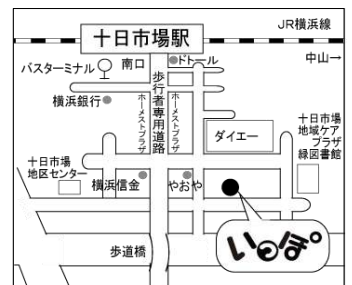 JR横浜線
十日市場駅
中山→
バスターミナル
南口
ドトール
横浜銀行
ホーメストプラザ
歩行者専用道路
ホーメストプラザ
ダイエー
十日市場
地域ケア
プラザ
緑図書館
十日市場
地区センター
横浜信金
やおや
歩道橋
いっぽ